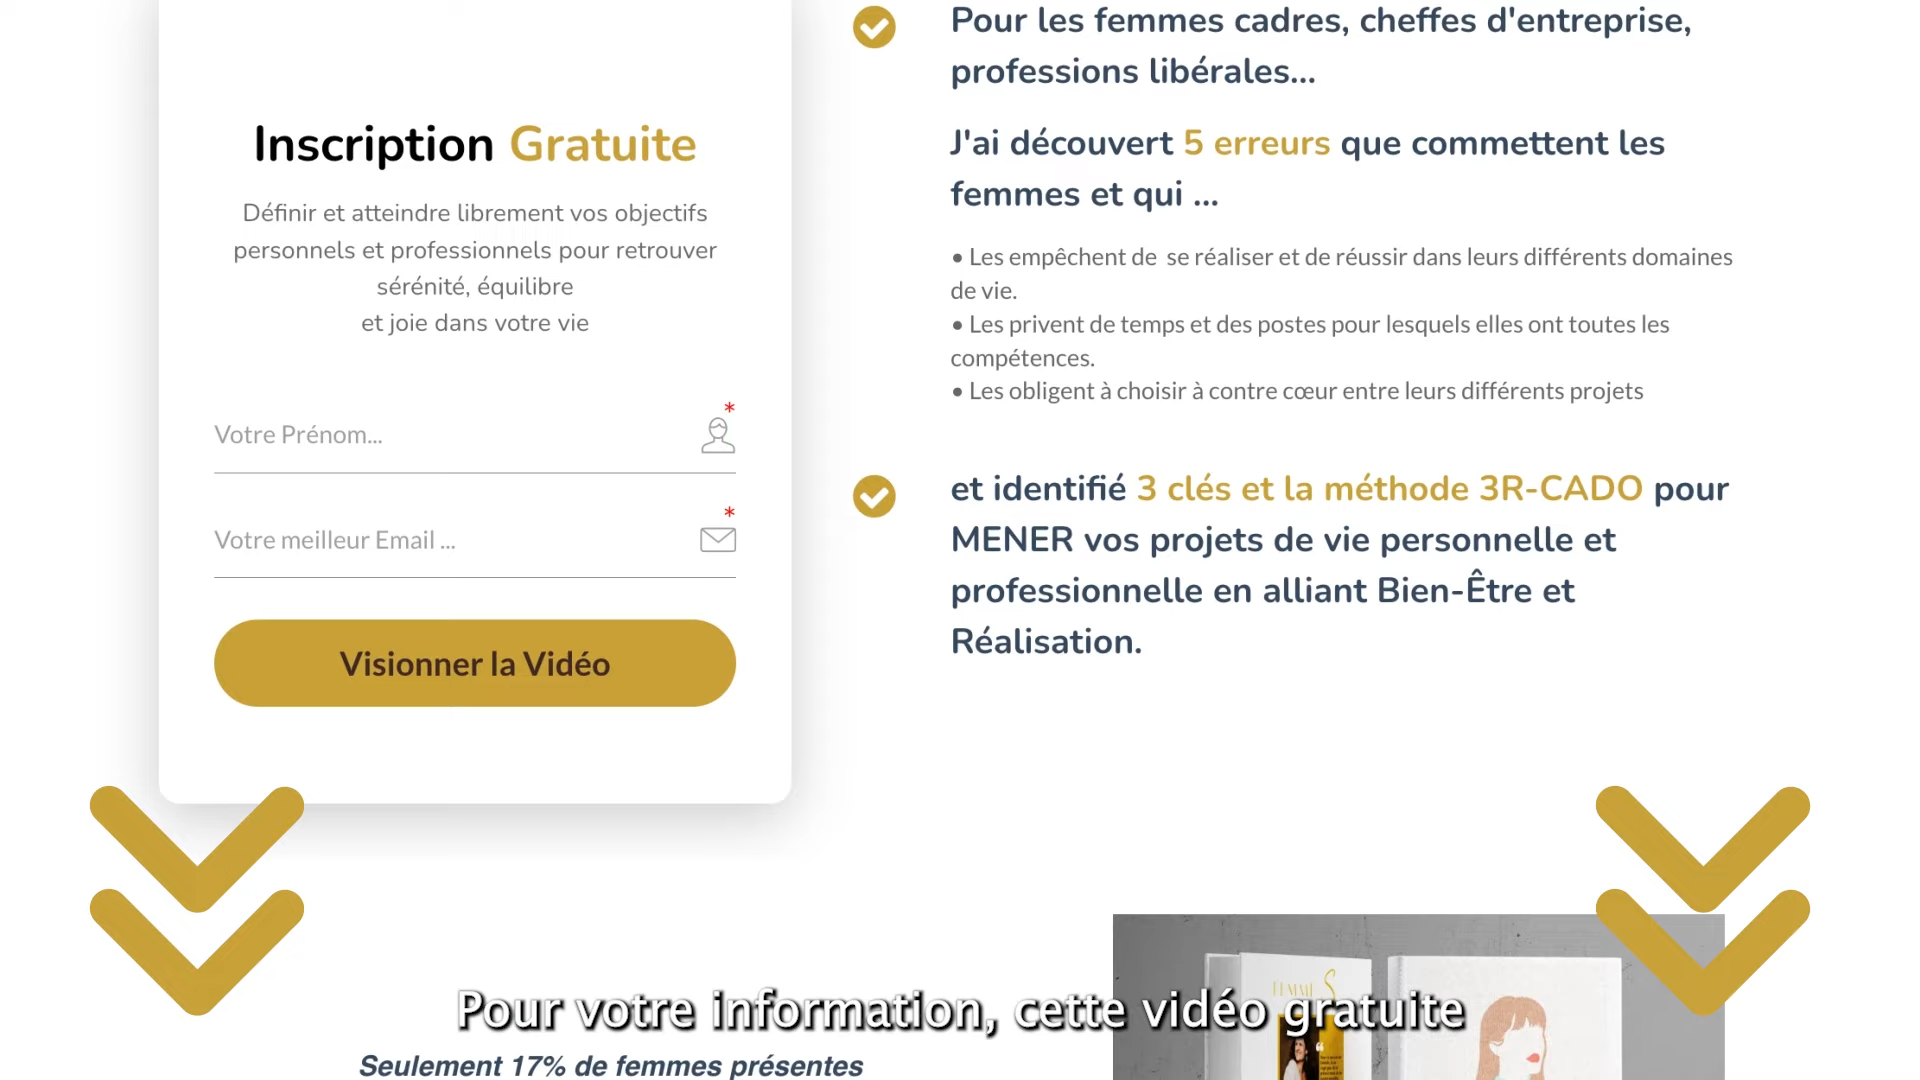 Inscription Gratuite
Définir et atteindre librement vos objectifs
personnels et professionnels pour retrouver
sérénité, équilibre
et joie dans votre vie
*
Votre Prénom...
*
Votre meilleur Email ...
Visionner la Vidéo
Pour les femmes cadres, cheffes d'entreprise,
professions libérales...
J'ai découvert 5 erreurs que commettent les
femmes et qui ...
• Les empêchent de se réaliser et de réussir dans leurs différents domaines
de vie.
• Les privent de temps et des postes pour lesquels elles ont toutes les
compétences.
• Les obligent à choisir à contre cœur entre leurs différents projets
et identifié 3 clés et la méthode 3R-CADO pour
MENER vos projets de vie personnelle et
professionnelle en alliant Bien-Être et
Réalisation.
FEMME S
Pour votre information, cette vidéo gratuite
Seulement 17% de femmes présentes